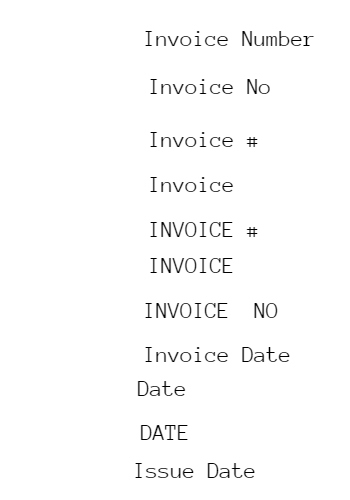 Invoice Number
Invoice No
Invoice #
Invoice
INVOICE #
INVOICE
INVOICE  NO
Invoice Date
Date
DATE
Issue Date